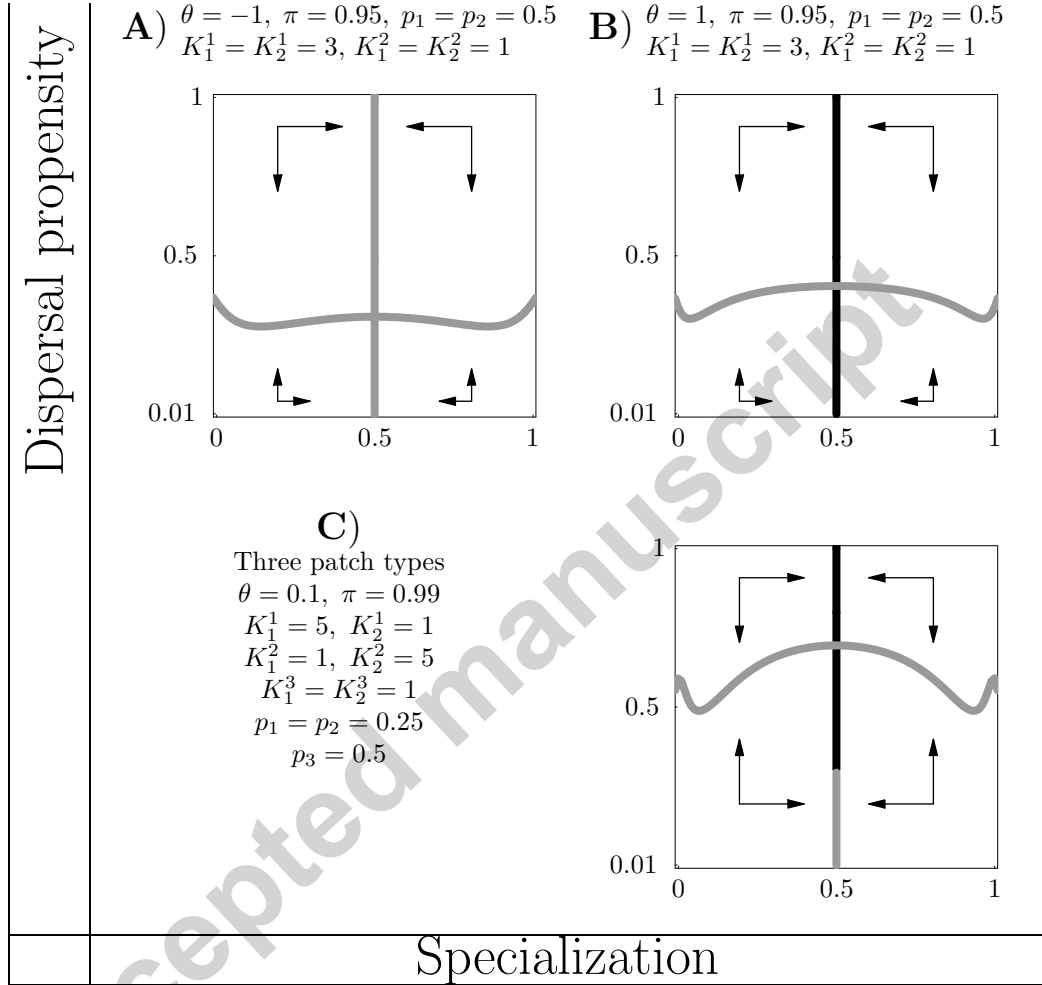 A) θ = −1, π = 0.95, p₁ = p₂ = 0.5
K₁¹ = K₂¹ = 3, K₁² = K₂² = 1
1
0.5
0.01
0
0.5
1
B) θ = 1, π = 0.95, p₁ = p₂ = 0.5
K₁¹ = K₂¹ = 3, K₁² = K₂² = 1
1
0.5
0.01
0
0.5
1
C)
Three patch types
θ = 0.1, π = 0.99
K₁¹ = 5, K₂¹ = 1
K₁² = 1, K₂² = 5
K₁³ = K₂³ = 1
p₁ = p₂ = 0.25
p₃ = 0.5
1
0.5
0.01
0
0.5
1
Dispersal propensity
Specialization
cepted manuscript